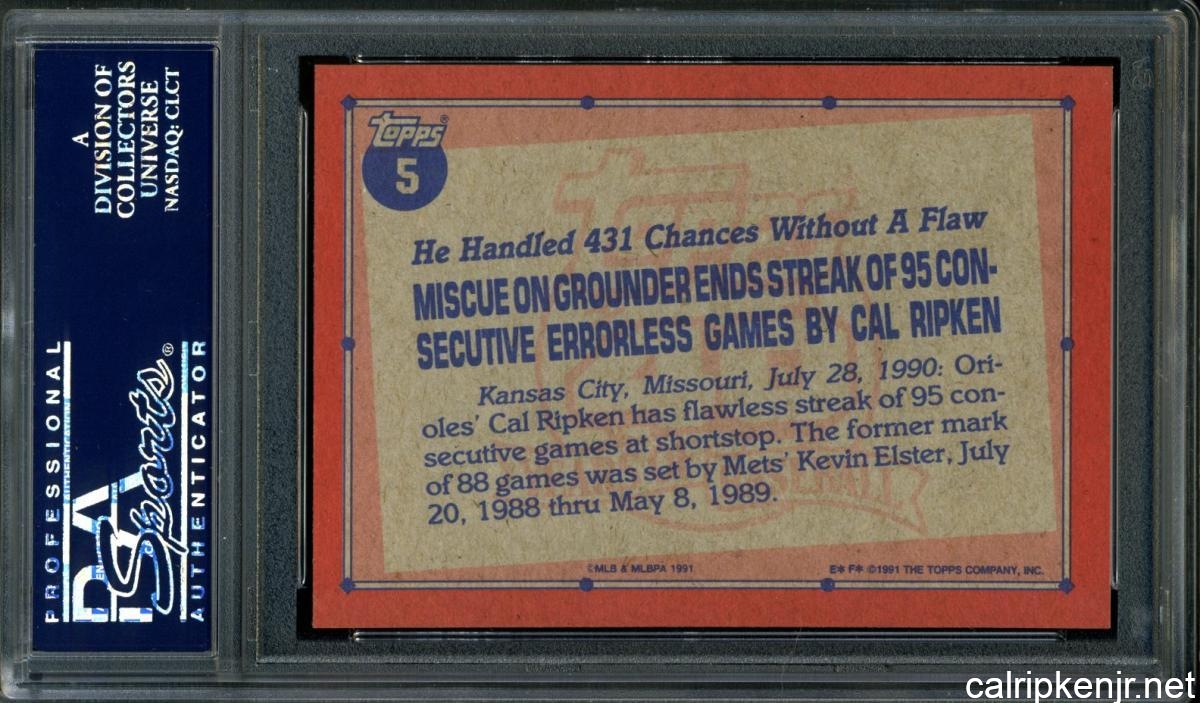 A
DIVISION OF
COLLECTORS
UNIVERSE
NASDAQ: CLCT
PROFESSIONAL
PSA
Sports®
AUTHENTICATOR
Topps®
5
He Handled 431 Chances Without A Flaw
MISCUE ON GROUNDER ENDS STREAK OF 95 CON-
SECUTIVE ERRORLESS GAMES BY CAL RIPKEN
Kansas City, Missouri, July 28, 1990: Ori-
oles' Cal Ripken has flawless streak of 95 con-
secutive games at shortstop. The former mark
of 88 games was set by Mets' Kevin Elster, July
20, 1988 thru May 8, 1989.
©MLB & MLBPA 1991
E* F* ©1991 THE TOPPS COMPANY, INC.
calripkenjr.net